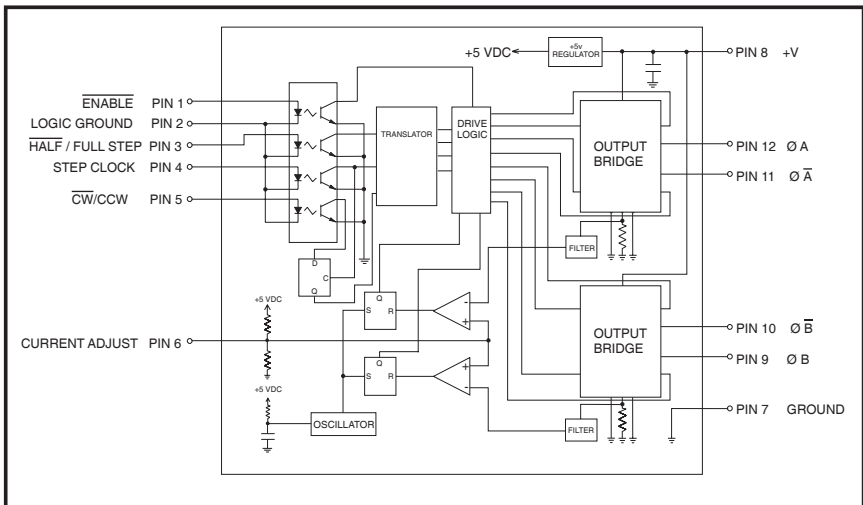 +5 VDC
+5v
REGULATOR
PIN 8 +V
ENABLE PIN 1
LOGIC GROUND PIN 2
HALF / FULL STEP PIN 3
STEP CLOCK PIN 4
CW/CCW PIN 5
TRANSLATOR
DRIVE
LOGIC
OUTPUT
BRIDGE
PIN 12 Ø A
PIN 11 Ø A̅
FILTER
D
C
Q
+5 VDC
Q
S R
-
+
CURRENT ADJUST PIN 6
Q
S R
+
-
+5 VDC
OSCILLATOR
OUTPUT
BRIDGE
PIN 10 Ø B̅
PIN 9 Ø B
FILTER
PIN 7 GROUND